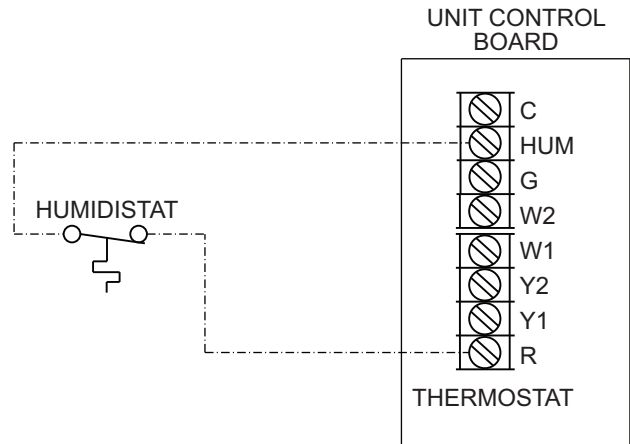 UNIT CONTROL
BOARD
C
HUM
G
HUMIDISTAT
W2
W1
Y2
Y1
R
THERMOSTAT